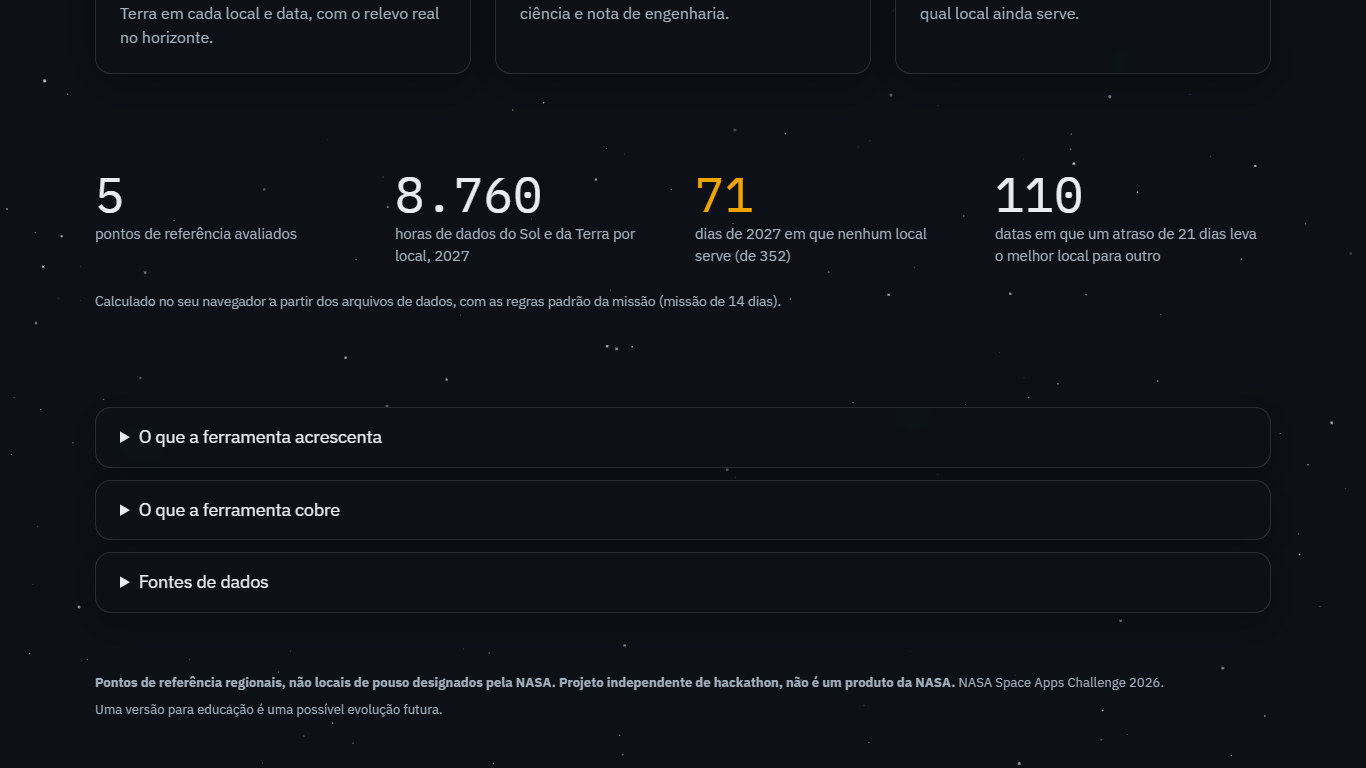 Terra em cada local e data, com o relevo real
no horizonte.
ciência e nota de engenharia.
qual local ainda serve.
5
pontos de referência avaliados
8.760
horas de dados do Sol e da Terra por
local, 2027
71
dias de 2027 em que nenhum local
serve (de 352)
110
datas em que um atraso de 21 dias leva
o melhor local para outro
Calculado no seu navegador a partir dos arquivos de dados, com as regras padrão da missão (missão de 14 dias).
O que a ferramenta acrescenta
O que a ferramenta cobre
Fontes de dados
Pontos de referência regionais, não locais de pouso designados pela NASA. Projeto independente de hackathon, não é um produto da NASA. NASA Space Apps Challenge 2026.
Uma versão para educação é uma possível evolução futura.